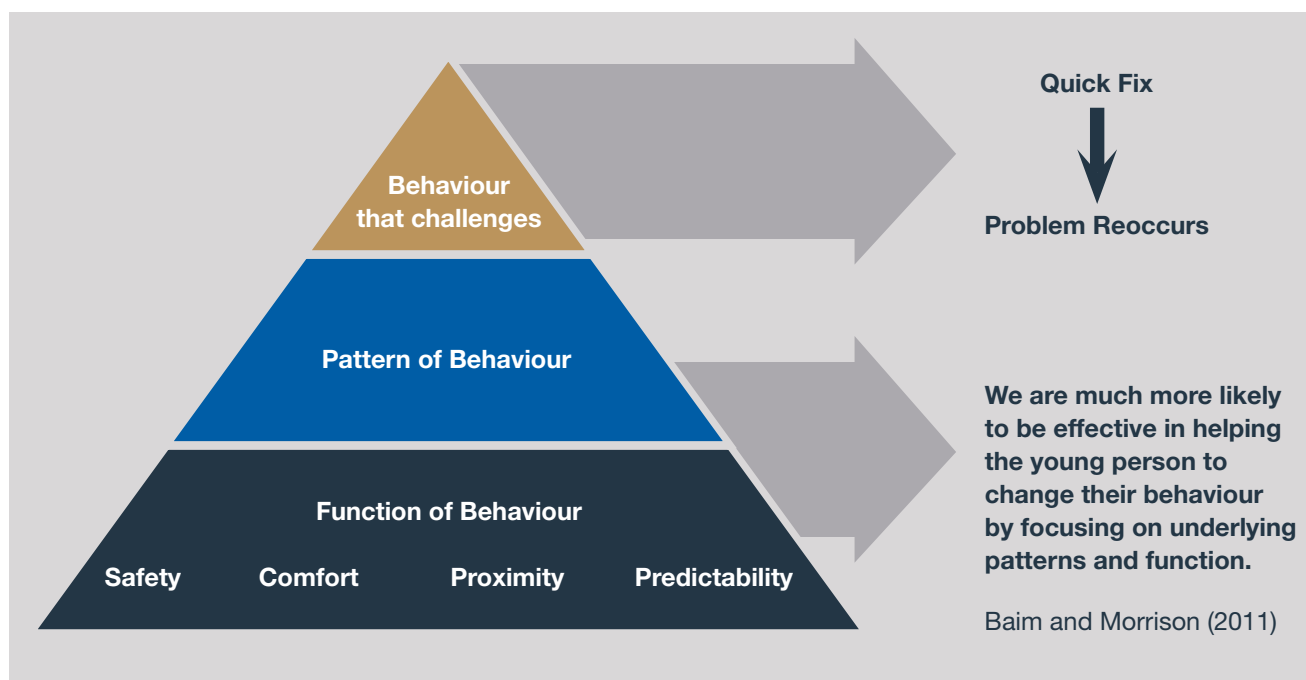 Behaviour
that challenges
Pattern of Behaviour
Function of Behaviour
Safety Comfort Proximity Predictability
Quick Fix
Problem Reoccurs
We are much more likely
to be effective in helping
the young person to
change their behaviour
by focusing on underlying
patterns and function.
Baim and Morrison (2011)